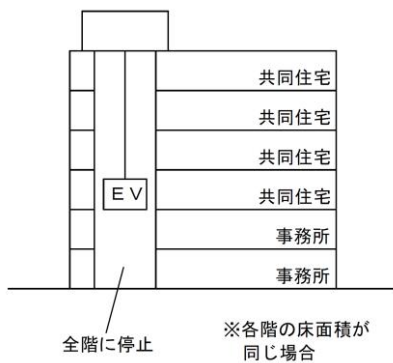 共同住宅
共同住宅
共同住宅
共同住宅
EV
事務所
事務所
全階に停止
※各階の床面積が
同じ場合